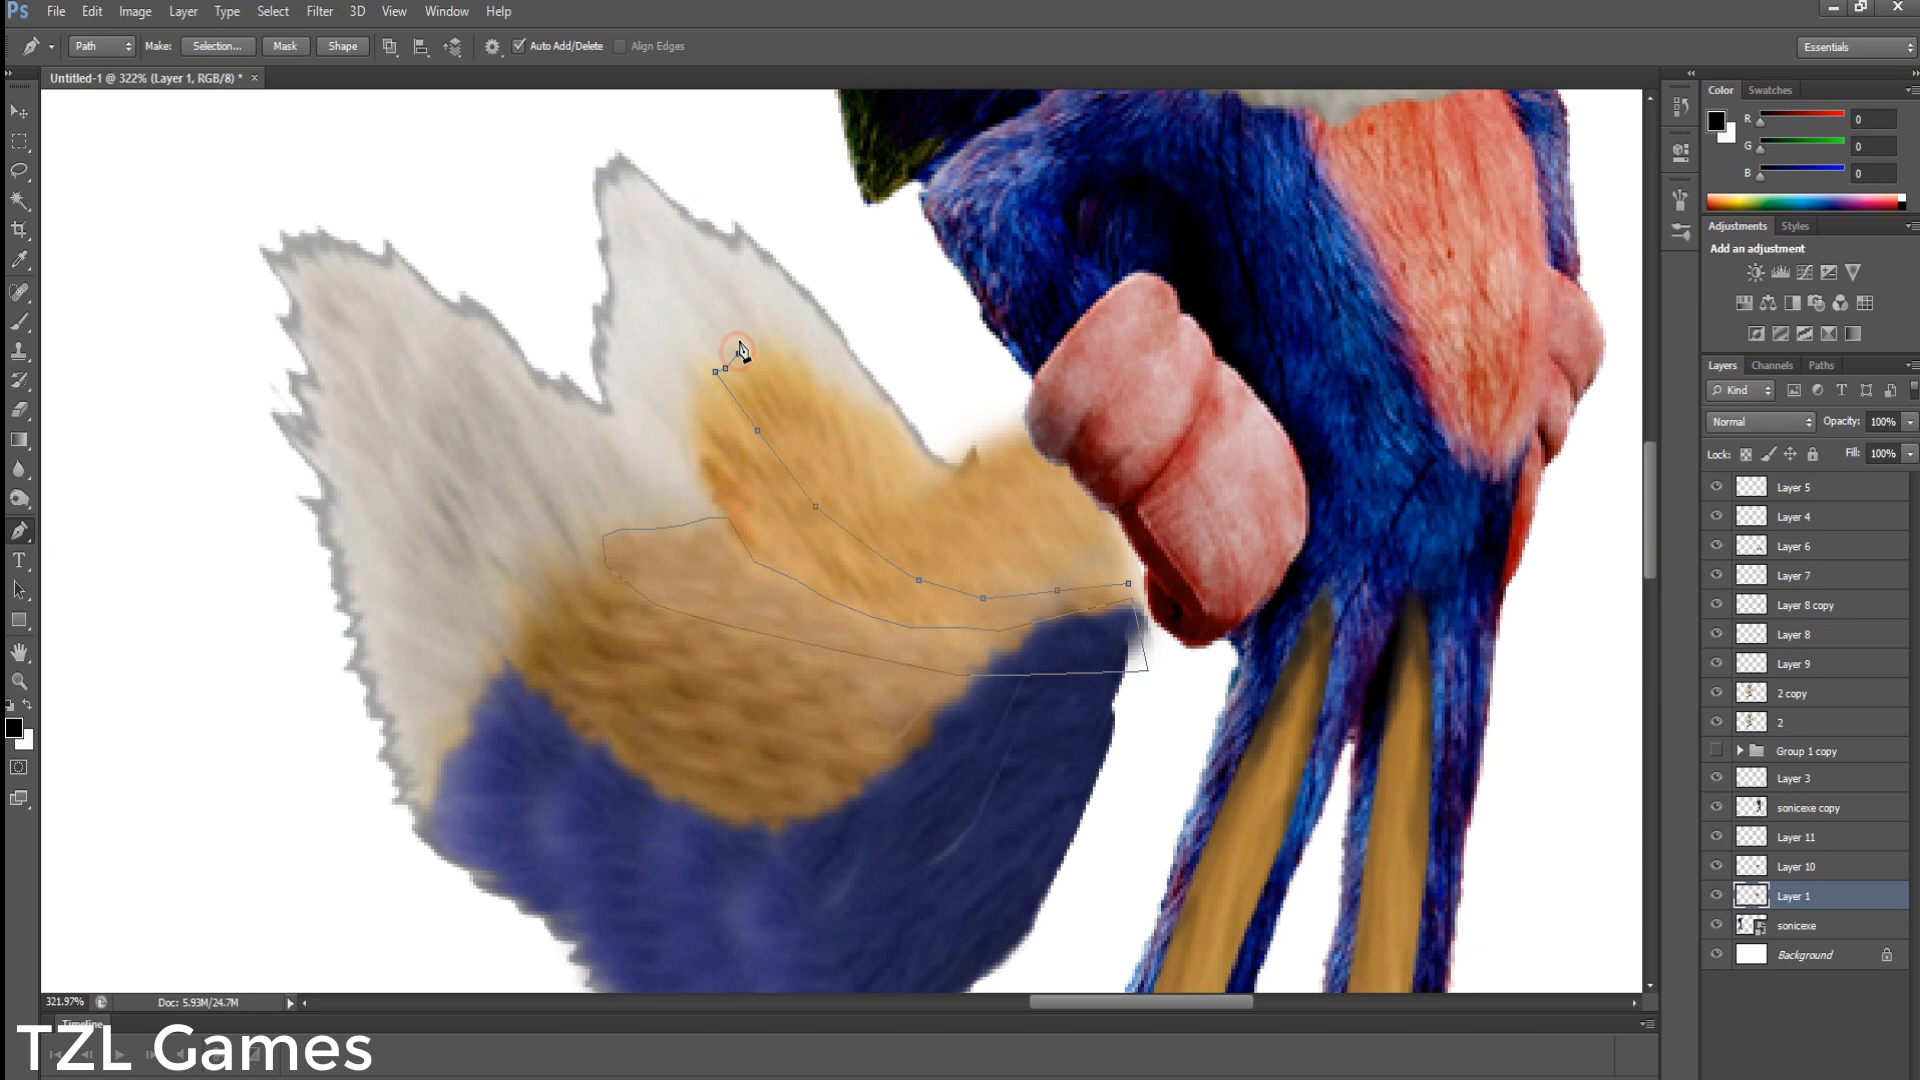 Ps File Edit Image Layer Type Select Filter 3D View Window Help
Path Make: Selection... Mask Shape Auto Add/Delete Align Edges Essentials
Untitled-1 @ 322% (Layer 1, RGB/8) * ×
Color Swatches
R 0
G 0
B 0
Adjustments Styles
Add an adjustment
Layers Channels Paths
Kind
Normal Opacity: 100%
Lock: Fill: 100%
Layer 5
Layer 4
Layer 6
Layer 7
Layer 8 copy
Layer 8
Layer 9
2 copy
2
Group 1 copy
Layer 3
sonicexe copy
Layer 11
Layer 10
Layer 1
sonicexe
Background
321.97% Doc: 5.93M/24.7M
Timeline
TZL Games